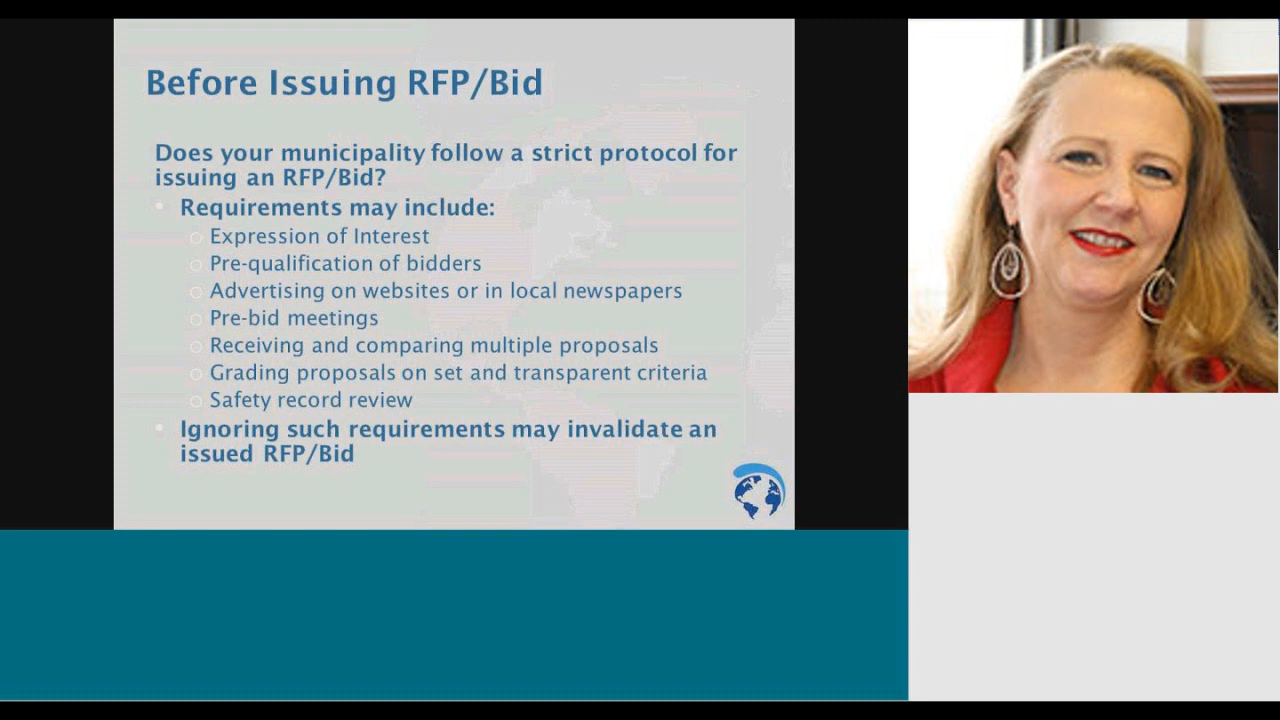 Before Issuing RFP/Bid
Does your municipality follow a strict protocol for
issuing an RFP/Bid?
Requirements may include:
Expression of Interest
Pre-qualification of bidders
Advertising on websites or in local newspapers
Pre-bid meetings
Receiving and comparing multiple proposals
Grading proposals on set and transparent criteria
Safety record review
Ignoring such requirements may invalidate an
issued RFP/Bid